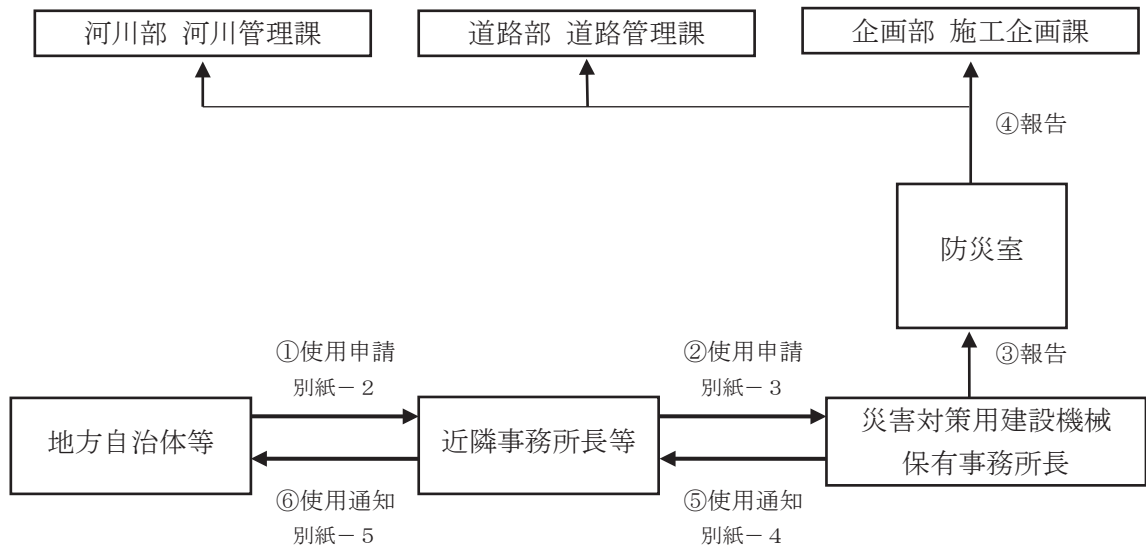 河川部 河川管理課
道路部 道路管理課
企画部 施工企画課
④報告
防災室
③報告
①使用申請
別紙－２
②使用申請
別紙－３
地方自治体等
近隣事務所長等
災害対策用建設機械
保有事務所長
⑥使用通知
別紙－５
⑤使用通知
別紙－４